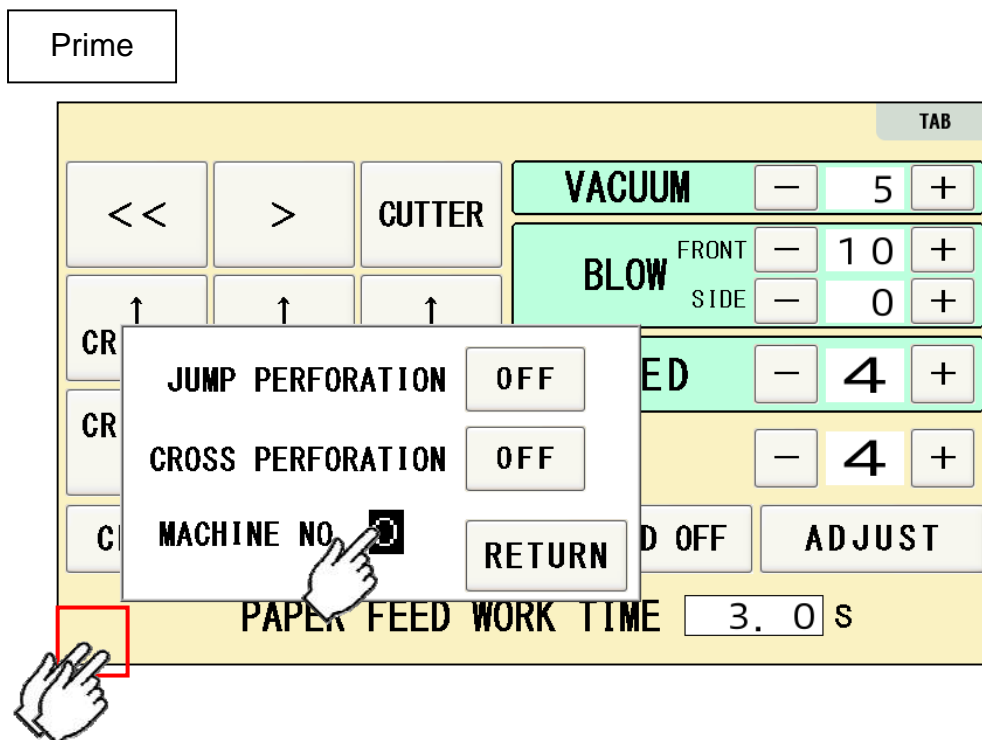 Prime
TAB
<< > CUTTER
VACUUM − 5 +
BLOW FRONT − 10 +
SIDE − 0 +
↑ ↑ ↑
CR
ED − 4 +
JUMP PERFORATION OFF
CR
CROSS PERFORATION OFF
− 4 +
MACHINE NO
RETURN
D OFF
ADJUST
PAPER FEED WORK TIME 3. 0 S